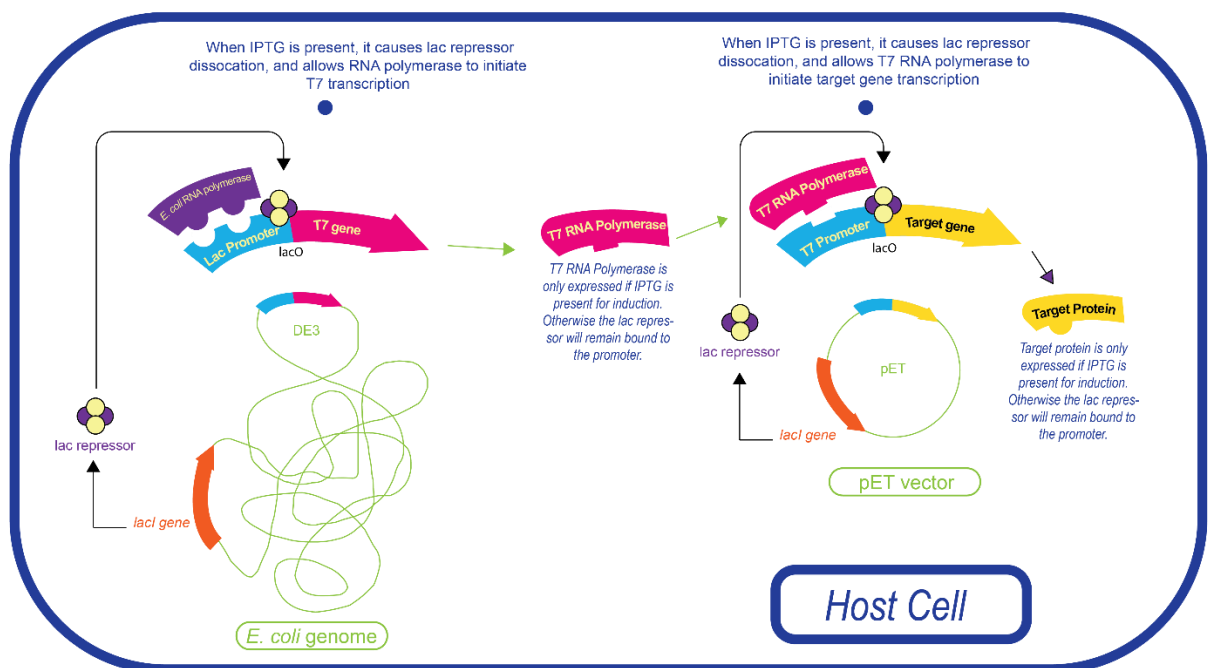 When IPTG is present, it causes lac repressor
dissocation, and allows RNA polymerase to initiate
T7 transcription
E. coli RNA polymerase
Lac Promoter
T7 gene
lacO
DE3
lac repressor
lacI gene
E. coli genome
T7 RNA Polymerase
T7 RNA Polymerase is
only expressed if IPTG is
present for induction.
Otherwise the lac repres-
sor will remain bound to
the promoter.
When IPTG is present, it causes lac repressor
dissocation, and allows T7 RNA polymerase to
initiate target gene transcription
T7 RNA Polymerase
T7 Promoter
Target gene
lacO
lac repressor
pET
lacI gene
pET vector
Target Protein
Target protein is only
expressed if IPTG is
present for induction.
Otherwise the lac repres-
sor will remain bound to
the promoter.
Host Cell